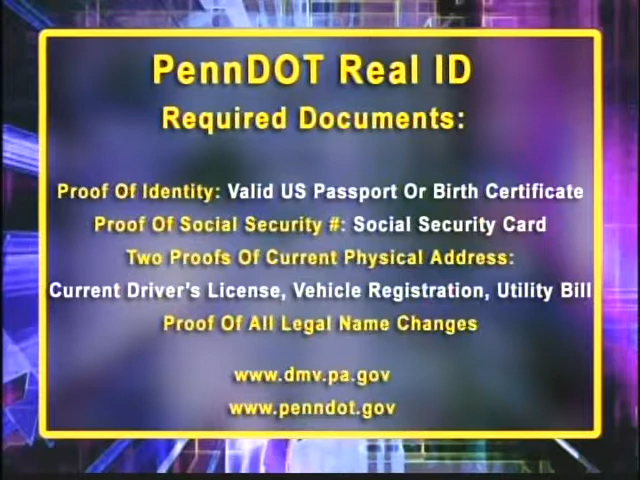 PennDOT Real ID
Required Documents:
Proof Of Identity: Valid US Passport Or Birth Certificate
Proof Of Social Security #: Social Security Card
Two Proofs Of Current Physical Address:
Current Driver's License, Vehicle Registration, Utility Bill
Proof Of All Legal Name Changes
www.dmv.pa.gov
www.penndot.gov